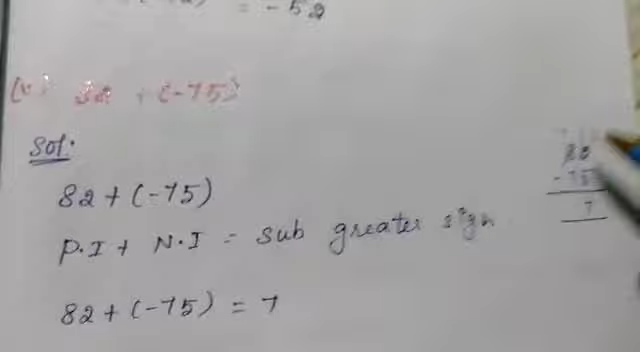 = - 52
82 + (-75)
Sol:
82 + (-75)
P.I + N.I = sub greater sign
82 + (-75) = 7
82
- 75
7